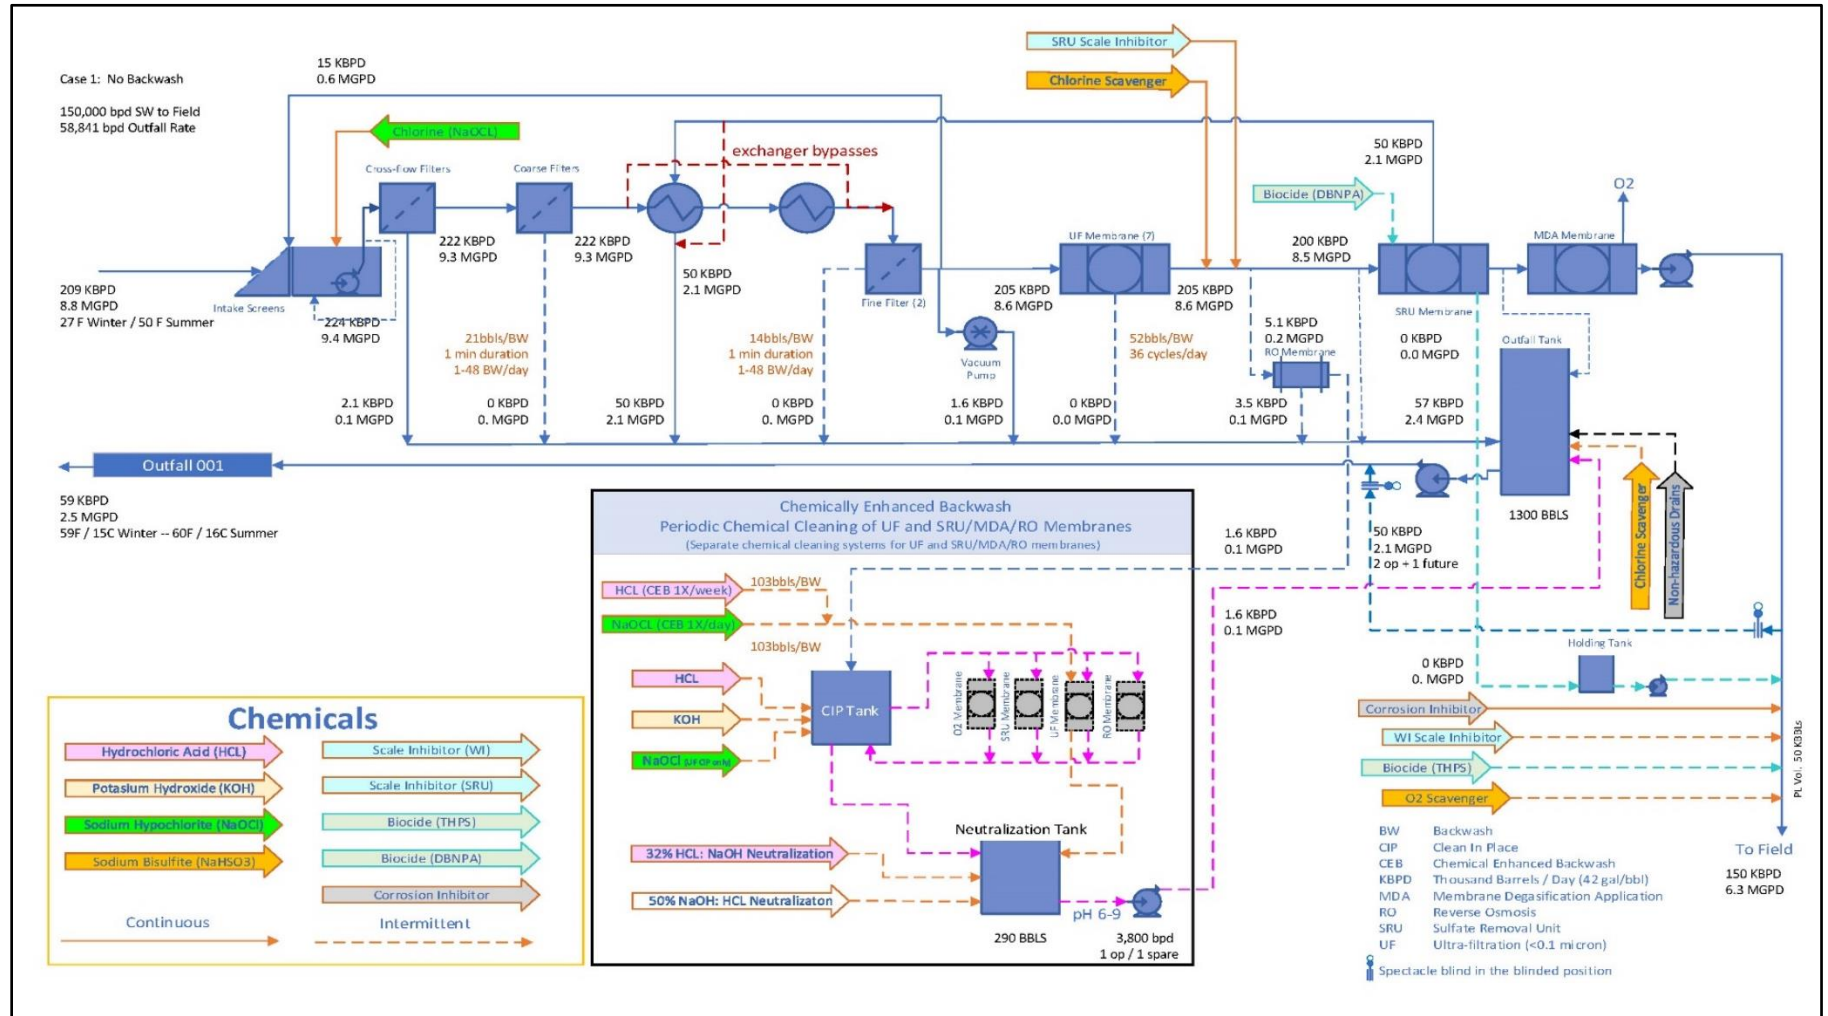 Case 1:  No Backwash
150,000 bpd SW to Field
58,841 bpd Outfall Rate
15 KBPD
0.6 MGPD
Chlorine (NaOCL)
SRU Scale Inhibitor
Chlorine Scavenger
exchanger bypasses
50 KBPD
2.1 MGPD
Biocide (DBNPA)
O2
Cross-flow Filters
Coarse Filters
UF Membrane (7)
MDA Membrane
222 KBPD
9.3 MGPD
222 KBPD
9.3 MGPD
200 KBPD
8.5 MGPD
209 KBPD
8.8 MGPD
27 F Winter / 50 F Summer
Intake Screens
224 KBPD
9.4 MGPD
50 KBPD
2.1 MGPD
Fine Filter (2)
205 KBPD
8.6 MGPD
205 KBPD
8.6 MGPD
SRU Membrane
21bbls/BW
1 min duration
1-48 BW/day
14bbls/BW
1 min duration
1-48 BW/day
Vacuum
Pump
52bbls/BW
36 cycles/day
5.1 KBPD
0.2 MGPD
RO Membrane
0 KBPD
0.0 MGPD
Outfall Tank
2.1 KBPD
0.1 MGPD
0 KBPD
0. MGPD
50 KBPD
2.1 MGPD
0 KBPD
0. MGPD
1.6 KBPD
0.1 MGPD
0 KBPD
0.0 MGPD
3.5 KBPD
0.1 MGPD
57 KBPD
2.4 MGPD
Outfall 001
59 KBPD
2.5 MGPD
59F / 15C Winter -- 60F / 16C Summer
1300 BBLS
Chlorine Scavenger
Non-hazardous Drains
1.6 KBPD
0.1 MGPD
50 KBPD
2.1 MGPD
2 op + 1 future
1.6 KBPD
0.1 MGPD
Chemically Enhanced Backwash
Periodic Chemical Cleaning of UF and SRU/MDA/RO Membranes
(Separate chemical cleaning systems for UF and SRU/MDA/RO membranes)
HCL (CEB 1X/week)
103bbls/BW
NaOCL (CEB 1X/day)
103bbls/BW
HCL
KOH
NaOCl (UF CIP only)
CIP Tank
O2 Membrane
SRU Membrane
UF Membrane
RO Membrane
Neutralization Tank
32% HCL: NaOH Neutralization
50% NaOH: HCL Neutralizaton
pH 6-9
290 BBLS
3,800 bpd
1 op / 1 spare
Holding Tank
0 KBPD
0. MGPD
Corrosion Inhibitor
WI Scale Inhibitor
Biocide (THPS)
O2 Scavenger
PL Vol.  50 KBBLs
To Field
150 KBPD
6.3 MGPD
Chemicals
Hydrochloric Acid (HCL)
Potasium Hydroxide (KOH)
Sodium Hypochlorite (NaOCl)
Sodium Bisulfite (NaHSO3)
Scale Inhibitor (WI)
Scale Inhibitor (SRU)
Biocide (THPS)
Biocide (DBNPA)
Corrosion Inhibitor
Continuous
Intermittent
BW Backwash
CIP Clean In Place
CEB Chemical Enhanced Backwash
KBPD Thousand Barrels / Day (42 gal/bbl)
MDA Membrane Degasification Application
RO Reverse Osmosis
SRU Sulfate Removal Unit
UF Ultra-filtration (<0.1 micron)
Spectacle blind in the blinded position